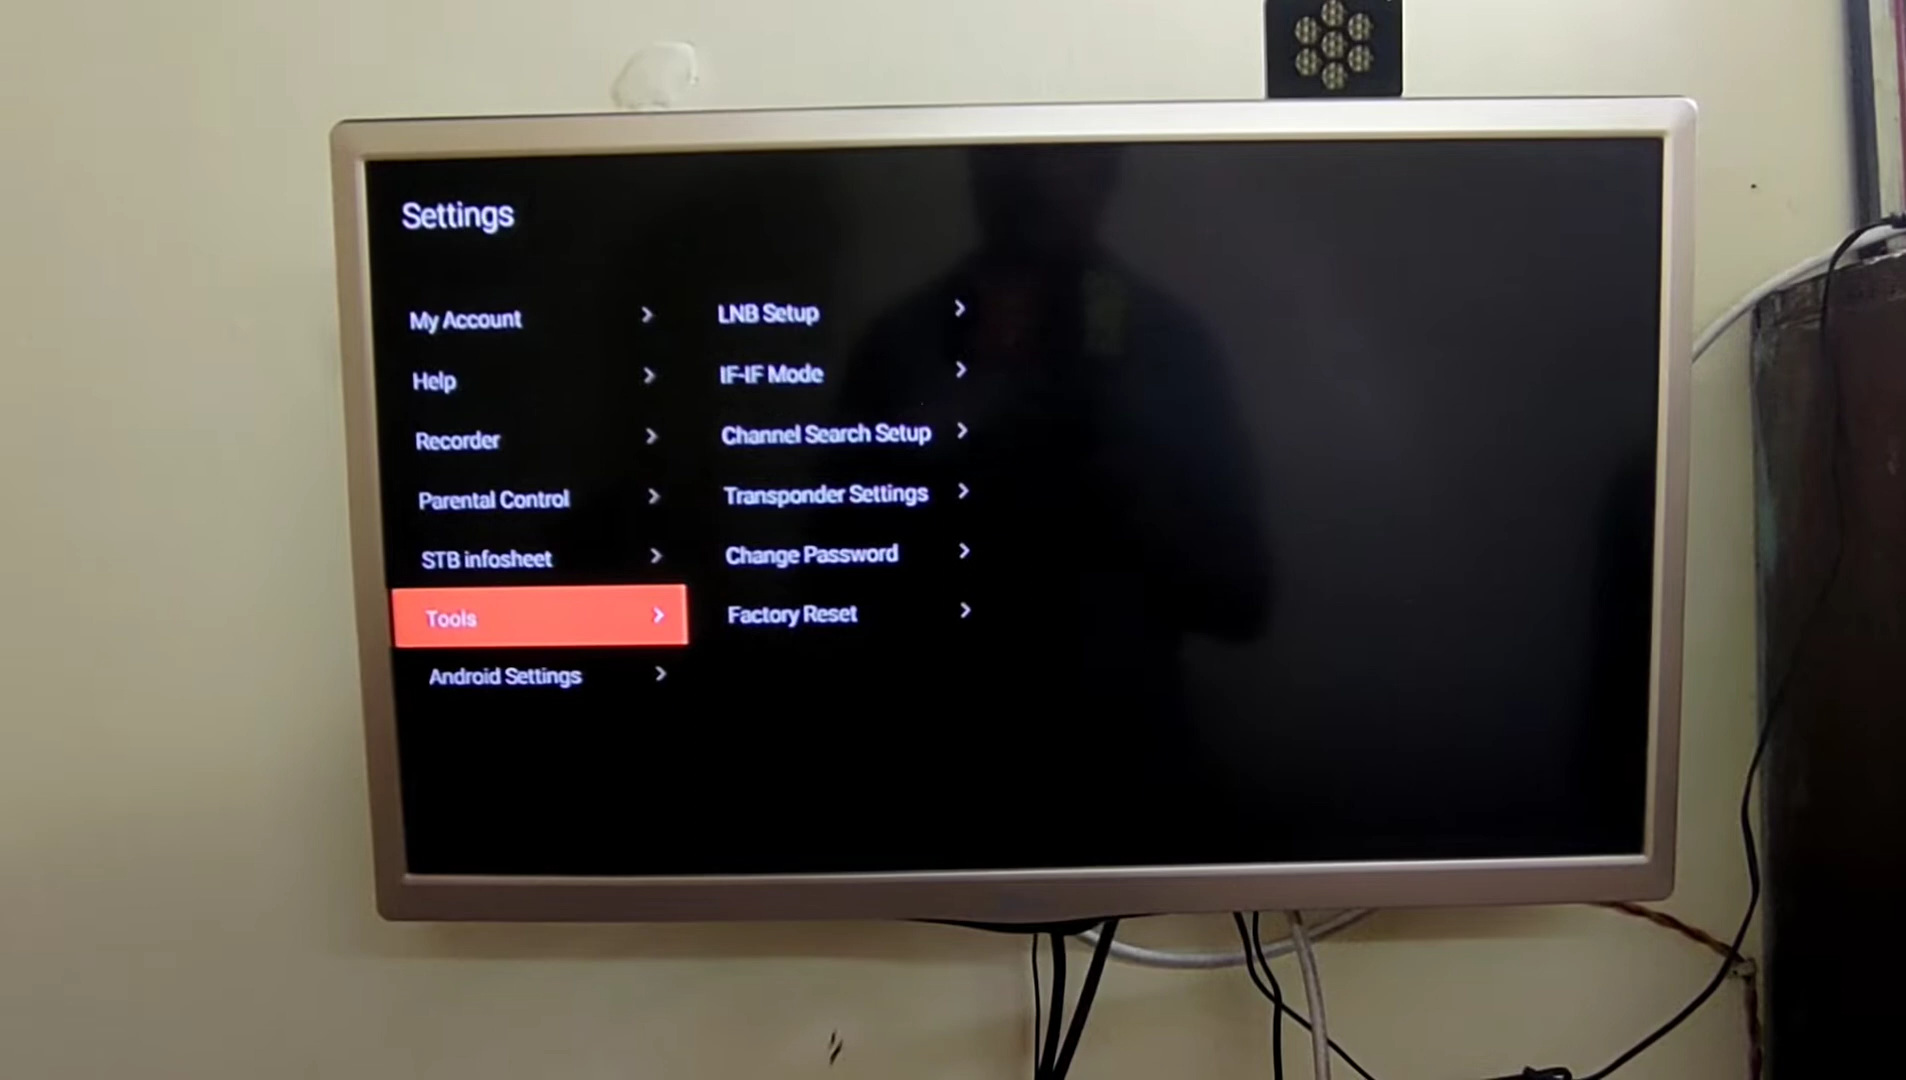 Settings
My Account
Help
Recorder
Parental Control
STB infosheet
Tools
Android Settings
LNB Setup
IF-IF Mode
Channel Search Setup
Transponder Settings
Change Password
Factory Reset